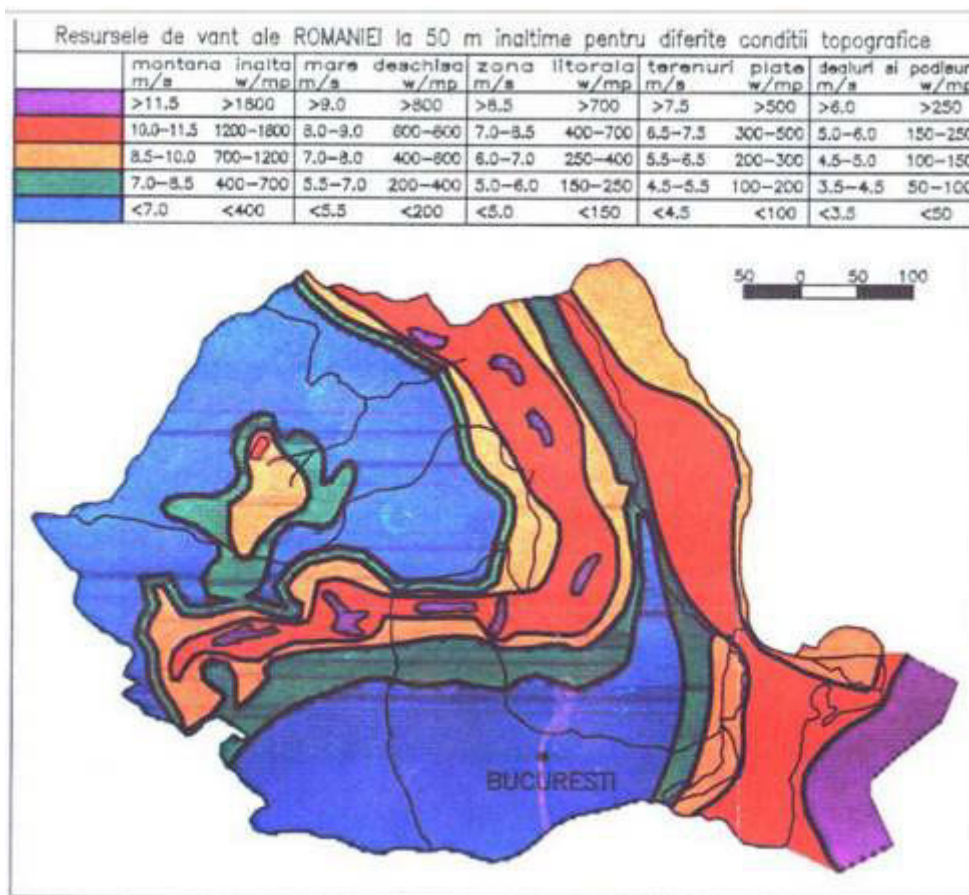 Resursele de vant ale ROMANIEI la 50 m inaltime pentru diferite conditii topografice
montana inalta mare deschisa zona litorala terenuri plate dealuri si podisuri
m/s w/mp m/s w/mp m/s w/mp m/s w/mp m/s w/mp
>11.5 >1800 >9.0 >800 >8.5 >700 >7.5 >500 >6.0 >250
10.0-11.5 1200-1800 8.0-9.0 600-800 7.0-8.5 400-700 6.5-7.5 300-500 5.0-6.0 150-250
8.5-10.0 700-1200 7.0-8.0 400-600 6.0-7.0 250-400 5.5-6.5 200-300 4.5-5.0 100-150
7.0-8.5 400-700 5.5-7.0 200-400 5.0-6.0 150-250 4.5-5.5 100-200 3.5-4.5 50-100
<7.0 <400 <5.5 <200 <5.0 <150 <4.5 <100 <3.5 <50
50 0 50 100
BUCURESTI